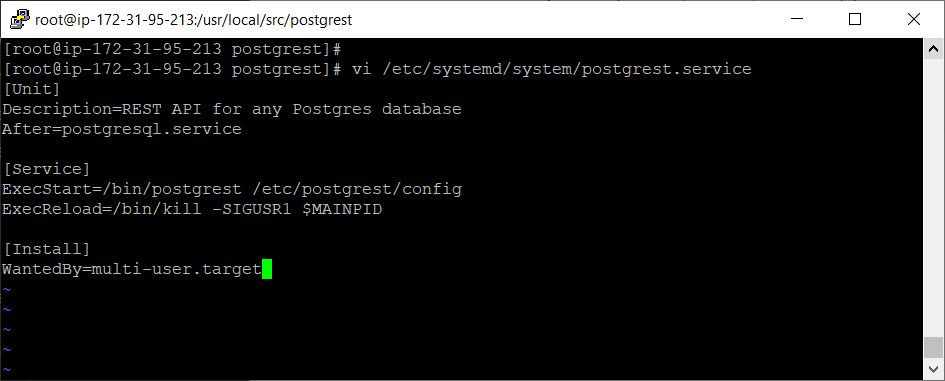 root@ip-172-31-95-213:/usr/local/src/postgrest
[root@ip-172-31-95-213 postgrest]#
[root@ip-172-31-95-213 postgrest]# vi /etc/systemd/system/postgrest.service
[Unit]
Description=REST API for any Postgres database
After=postgresql.service
[Service]
ExecStart=/bin/postgrest /etc/postgrest/config
ExecReload=/bin/kill -SIGUSR1 $MAINPID
[Install]
WantedBy=multi-user.target
~
~
~
~
~